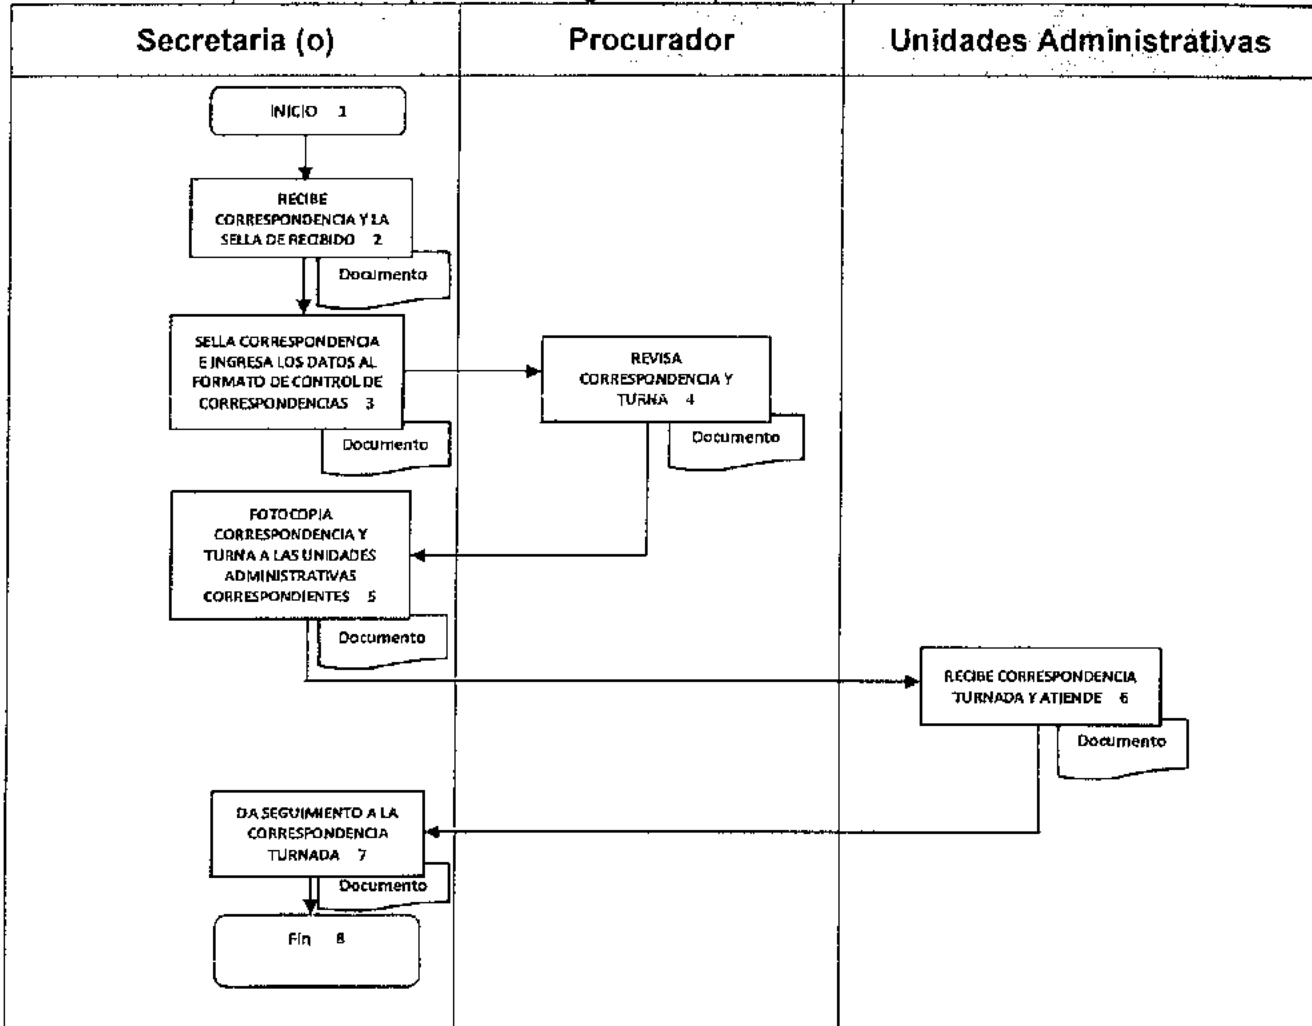 Secretaria (o)
Procurador
Unidades Administrativas
INICIO 1
RECIBE
CORRESPONDENCIA Y LA
SELLA DE RECIBIDO 2
Documento
SELLA CORRESPONDENCIA
E INGRESA LOS DATOS AL
FORMATO DE CONTROL DE
CORRESPONDENCIAS 3
Documento
REVISA
CORRESPONDENCIA Y
TURNA 4
Documento
FOTOCOPIA
CORRESPONDENCIA Y
TURNA A LAS UNIDADES
ADMINISTRATIVAS
CORRESPONDIENTES 5
Documento
RECIBE CORRESPONDENCIA
TURNADA Y ATIENDE 6
Documento
DA SEGUIMIENTO A LA
CORRESPONDENCIA
TURNADA 7
Documento
Fin 8